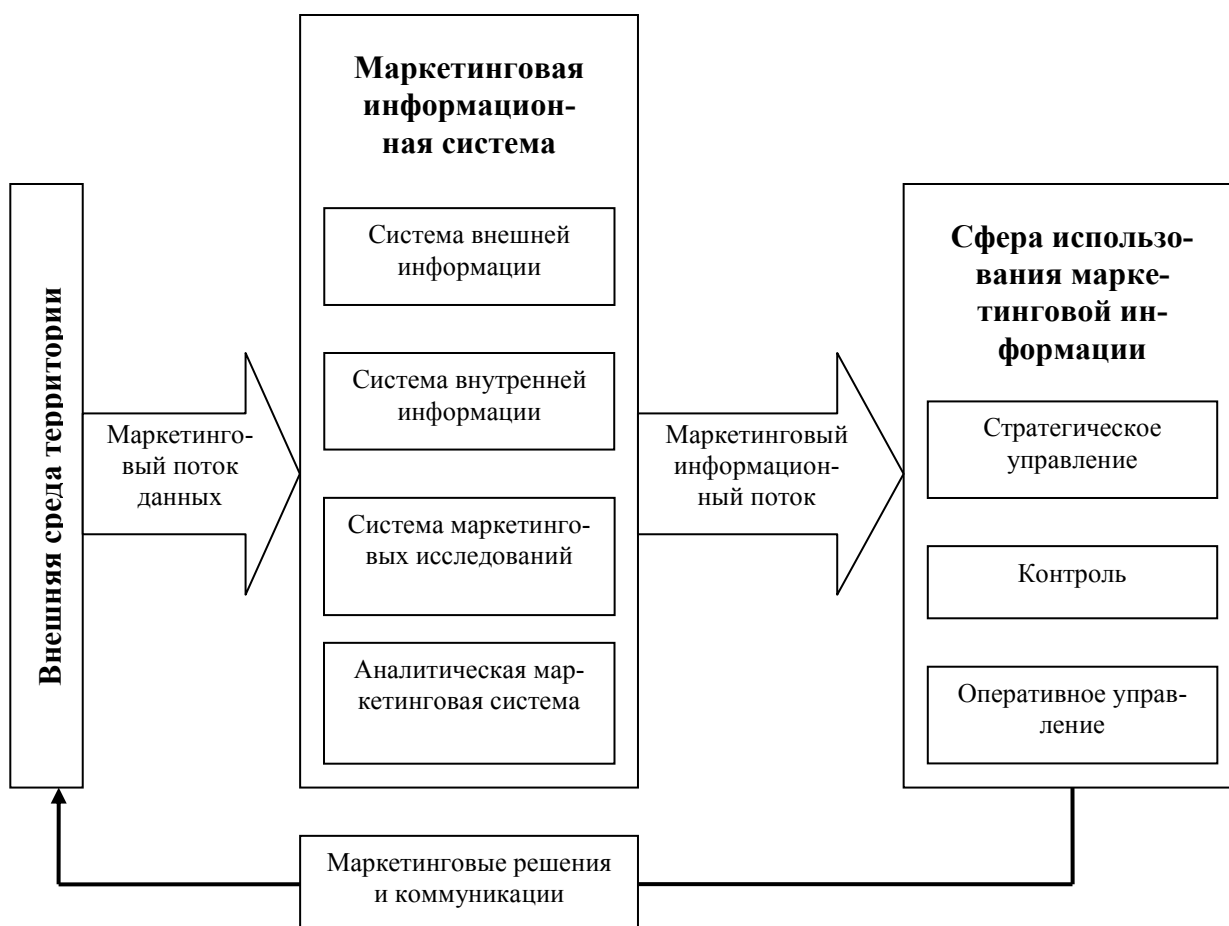 Внешняя среда территории
Маркетинго-
вый поток
данных
Маркетинговая
информацион-
ная система
Система внешней
информации
Система внутренней
информации
Система маркетинго-
вых исследований
Аналитическая мар-
кетинговая система
Маркетинговый
информацион-
ный поток
Сфера использо-
вания марке-
тинговой ин-
формации
Стратегическое
управление
Контроль
Оперативное управ-
ление
Маркетинговые решения
и коммуникации